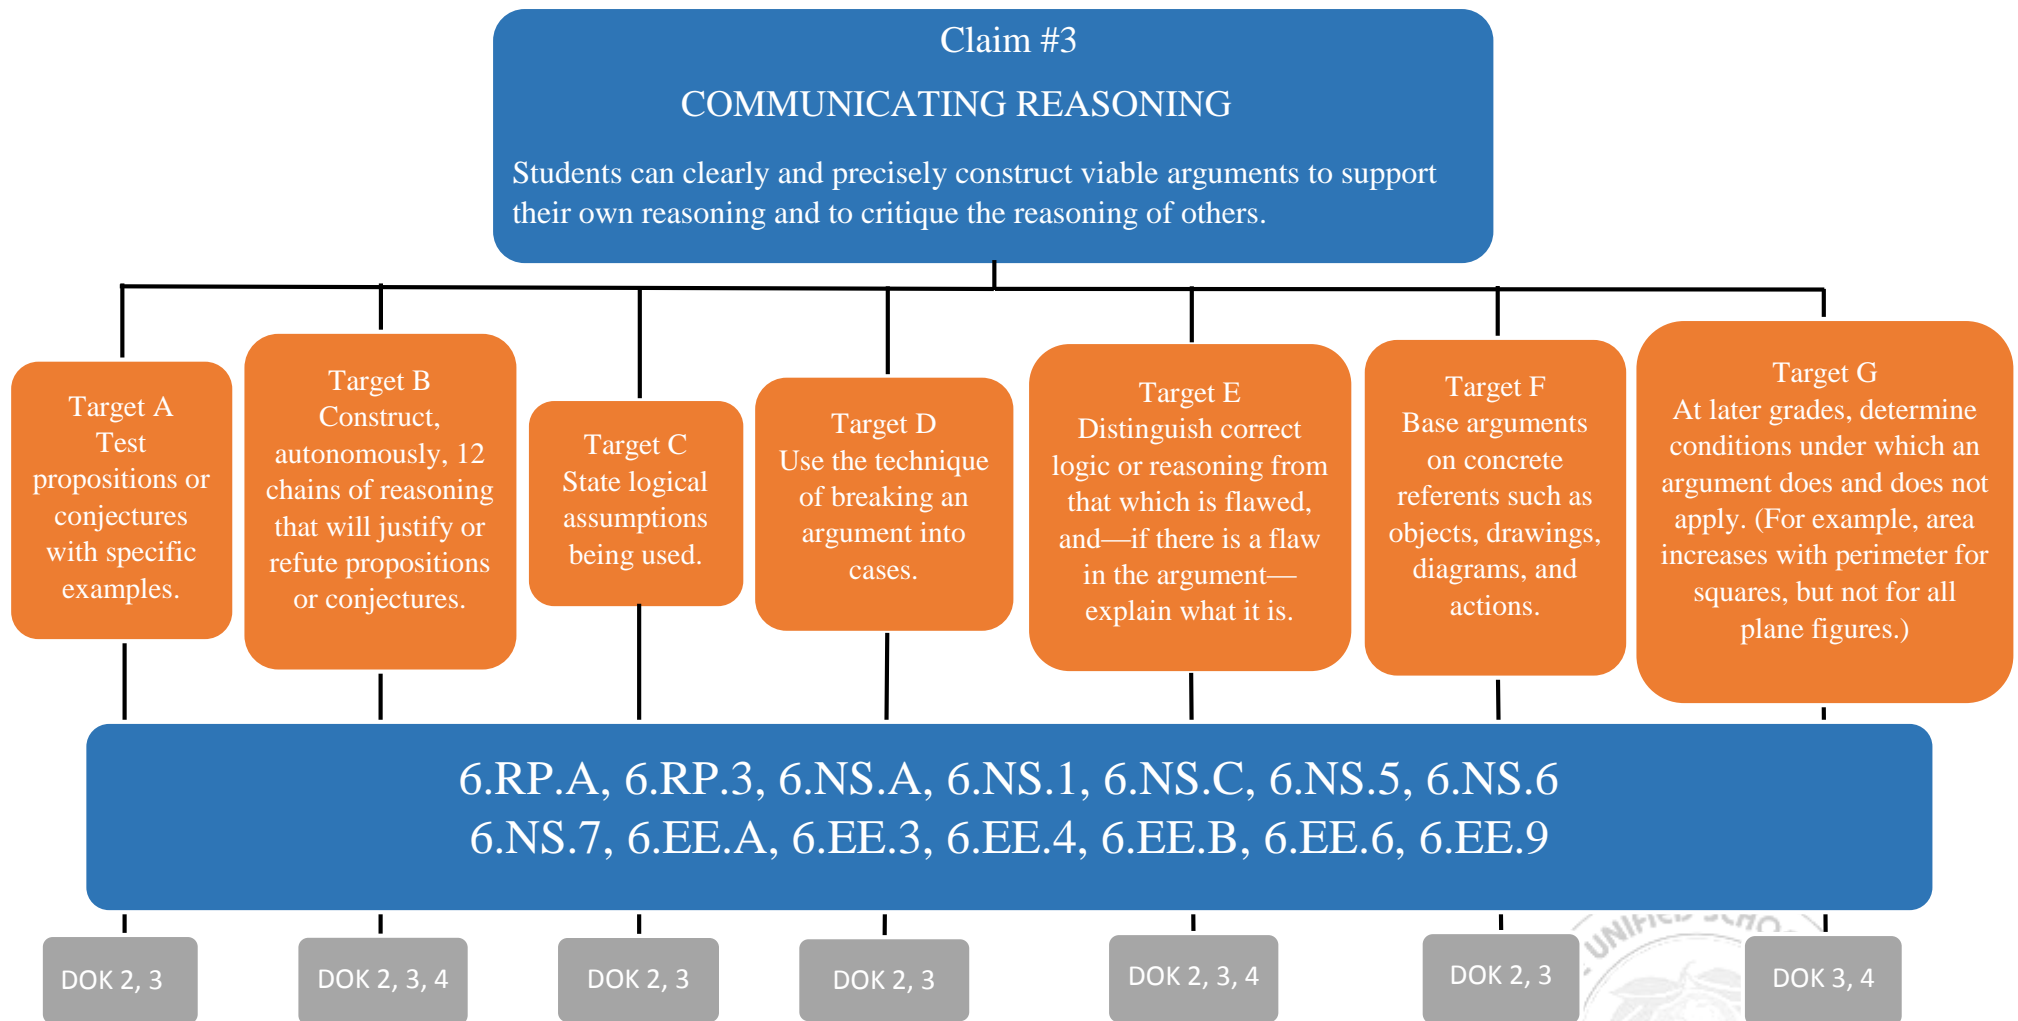 Claim #3
COMMUNICATING REASONING
Students can clearly and precisely construct viable arguments to support
their own reasoning and to critique the reasoning of others.
Target A
Test
propositions or
conjectures
with specific
examples.
Target B
Construct,
autonomously, 12
chains of reasoning
that will justify or
refute propositions
or conjectures.
Target C
State logical
assumptions
being used.
Target D
Use the technique
of breaking an
argument into
cases.
Target E
Distinguish correct
logic or reasoning from
that which is flawed,
and—if there is a flaw
in the argument—
explain what it is.
Target F
Base arguments
on concrete
referents such as
objects, drawings,
diagrams, and
actions.
Target G
At later grades, determine
conditions under which an
argument does and does not
apply. (For example, area
increases with perimeter for
squares, but not for all
plane figures.)
6.RP.A, 6.RP.3, 6.NS.A, 6.NS.1, 6.NS.C, 6.NS.5, 6.NS.6
6.NS.7, 6.EE.A, 6.EE.3, 6.EE.4, 6.EE.B, 6.EE.6, 6.EE.9
DOK 2, 3
DOK 2, 3, 4
DOK 2, 3
DOK 2, 3
DOK 2, 3, 4
DOK 2, 3
DOK 3, 4
UNIFIED